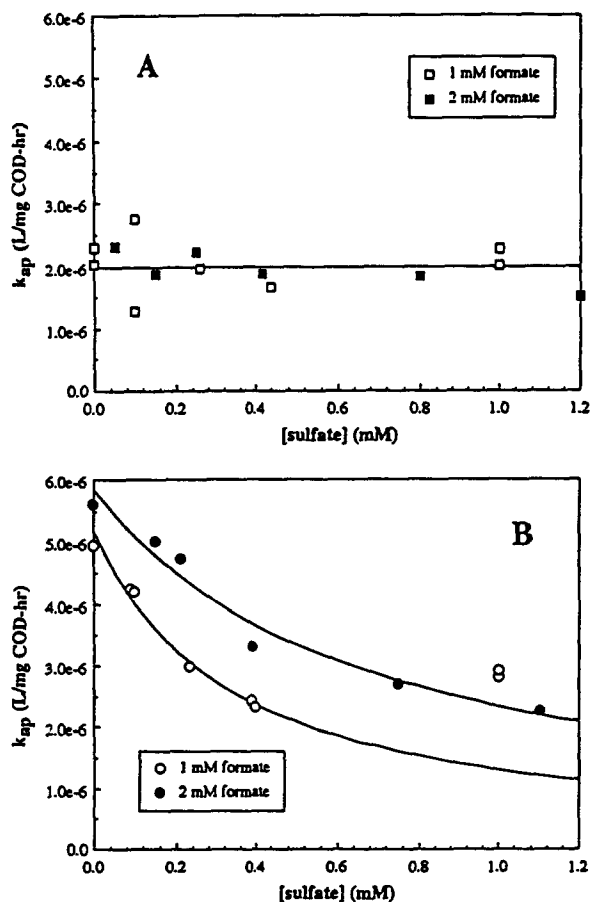 6.0e-6
A
1 mM formate
2 mM formate
5.0e-6
4.0e-6
3.0e-6
2.0e-6
1.0e-6
0.0
kap (L/mg COD-hr)
0.0 0.2 0.4 0.6 0.8 1.0 1.2
[sulfate] (mM)
6.0e-6
B
5.0e-6
4.0e-6
3.0e-6
2.0e-6
1.0e-6
0.0
kap (L/mg COD-hr)
1 mM formate
2 mM formate
0.0 0.2 0.4 0.6 0.8 1.0 1.2
[sulfate] (mM)